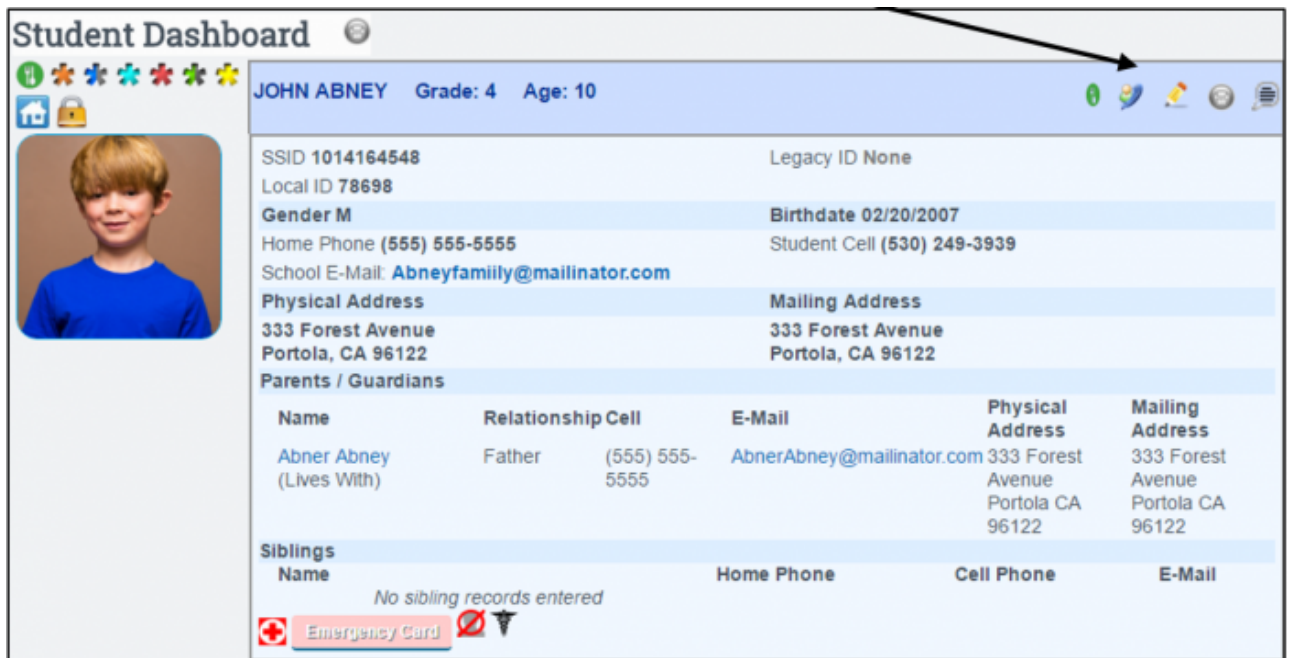 Student Dashboard
JOHN ABNEY Grade: 4 Age: 10
SSID 1014164548 Legacy ID None
Local ID 78698
Gender M Birthdate 02/20/2007
Home Phone (555) 555-5555 Student Cell (530) 249-3939
School E-Mail: Abneyfamiily@mailinator.com
Physical Address Mailing Address
333 Forest Avenue 333 Forest Avenue
Portola, CA 96122 Portola, CA 96122
Parents / Guardians
Name Relationship Cell E-Mail Physical Address Mailing Address
Abner Abney Father (555) 555- AbnerAbney@mailinator.com 333 Forest 333 Forest
(Lives With) 5555 Avenue Avenue
Portola CA Portola CA
96122 96122
Siblings
Name Home Phone Cell Phone E-Mail
No sibling records entered
Emergency Card